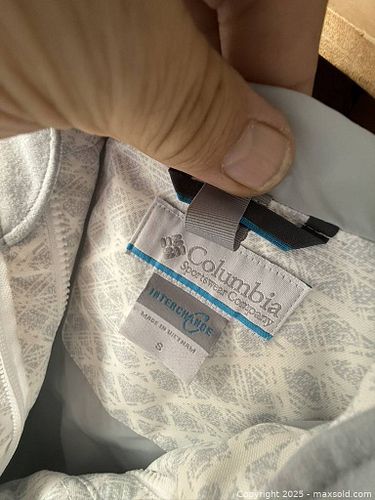 Columbia
Sportswear Company
INTERCHANGE
MADE IN VIETNAM
S
Copyright 2025 - maxsold.com